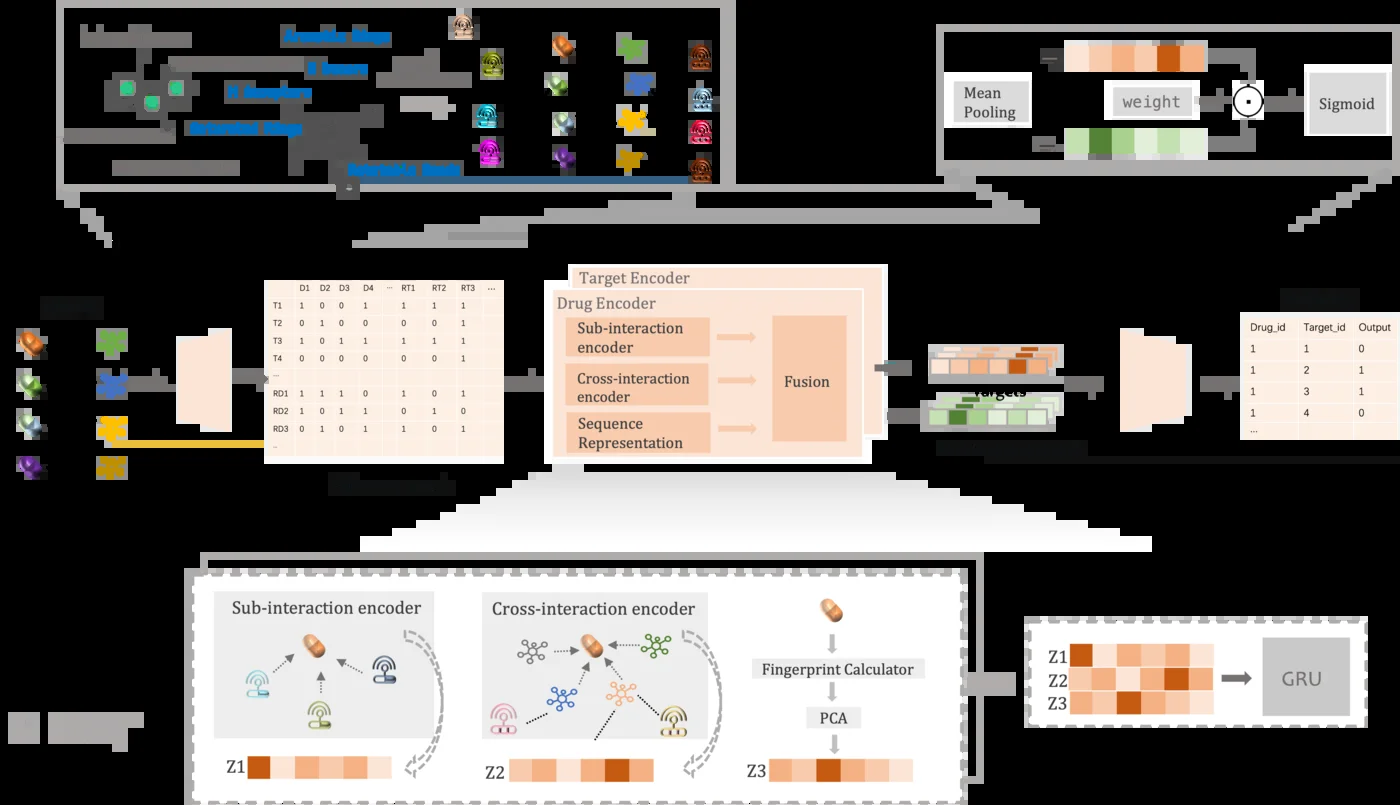 Aromatic Rings
Mean
Pooling
weight
Sigmoid
Target Encoder
Drug Encoder
Sub-interaction
encoder
Cross-interaction
encoder
Sequence
Representation
Fusion
D1 D2 D3 D4 ... RT1 RT2 RT3 ...
T1 1 0 0 1 1 1 1
T2 0 1 0 0 0 0 1
T3 1 0 1 1 1 1 1
T4 0 0 0 0 0 0 1
...
RD1 1 1 1 0 1 0 1
RD2 0 1 1 1 0 1 0
RD3 0 1 0 1 1 0 1
..
Targets
Drug_id Target_id Output
1 1 0
1 2 1
1 3 1
1 4 0
...
Sub-interaction encoder
Z1
Cross-interaction encoder
Z2
Fingerprint Calculator
PCA
Z3
Z1
Z2
Z3
GRU